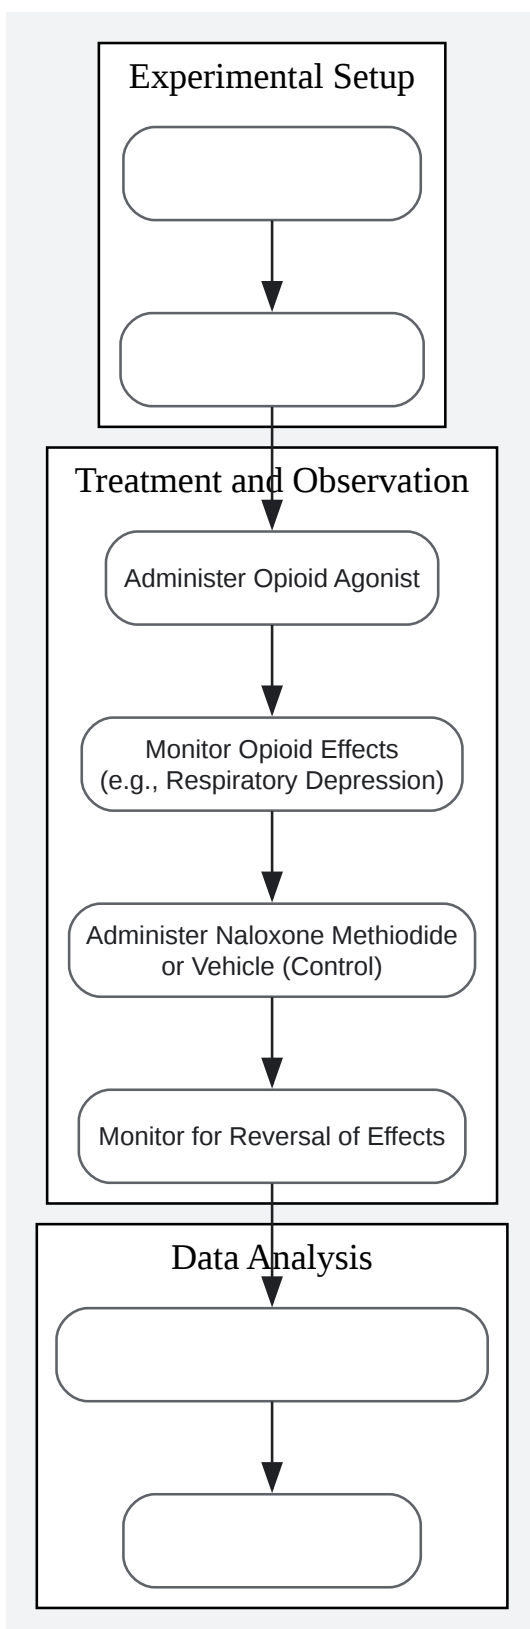 Experimental Setup
Treatment and Observation
Administer Opioid Agonist
Monitor Opioid Effects
(e.g., Respiratory Depression)
Administer Naloxone Methiodide
or Vehicle (Control)
Monitor for Reversal of Effects
Data Analysis